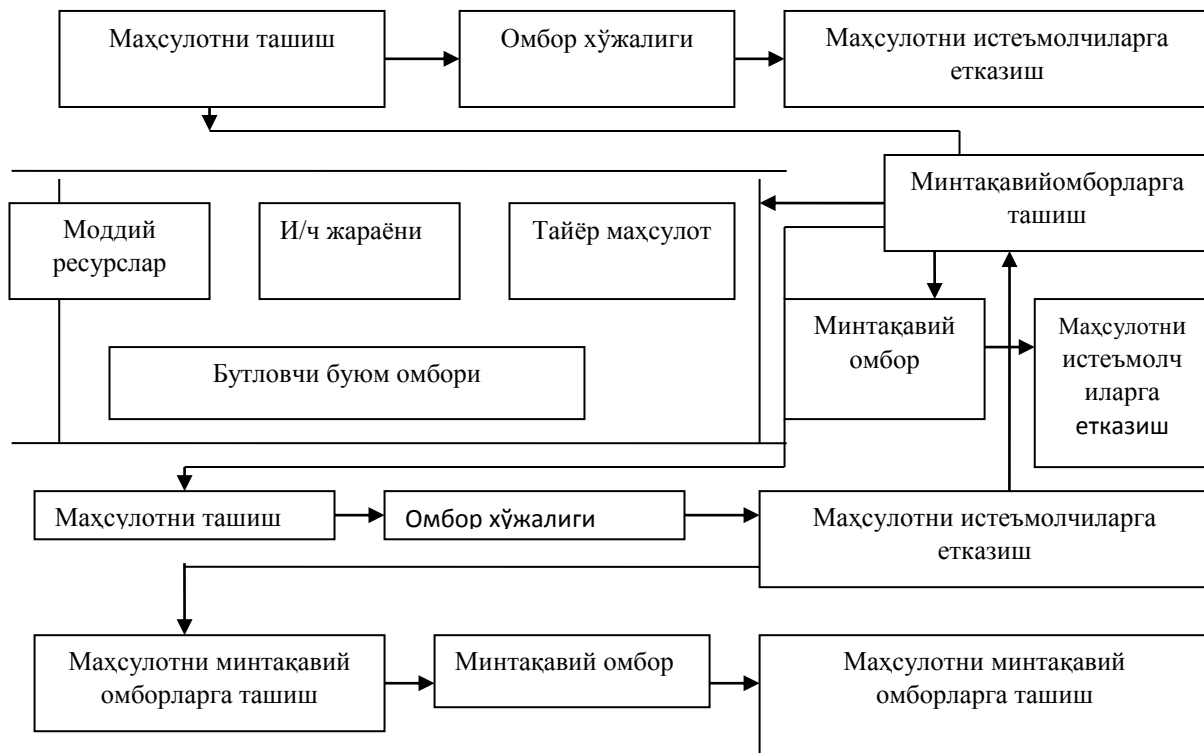 Маҳсулотни ташиш
Омбор хўжалиги
Маҳсулотни истеъмолчиларга
етказиш
Минтақавийомборларга
ташиш
Моддий
ресурслар
И/ч жараёни
Тайёр маҳсулот
Минтақавий
омбор
Маҳсулотни
истеъмолч
иларга
етказиш
Бутловчи буюм омбори
Маҳсулотни ташиш
Омбор хўжалиги
Маҳсулотни истеъмолчиларга
етказиш
Маҳсулотни минтақавий
омборларга ташиш
Минтақавий омбор
Маҳсулотни минтақавий
омборларга ташиш